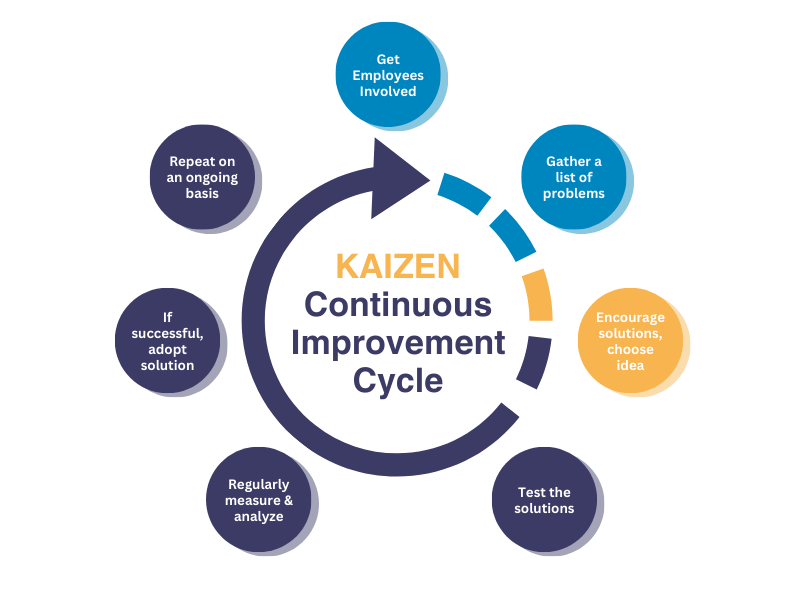 Get
Employees
Involved
Gather a
list of
problems
Encourage
solutions,
choose
idea
Test the
solutions
Regularly
measure &
analyze
If
successful,
adopt
solution
Repeat on
an ongoing
basis
KAIZEN
Continuous
Improvement
Cycle